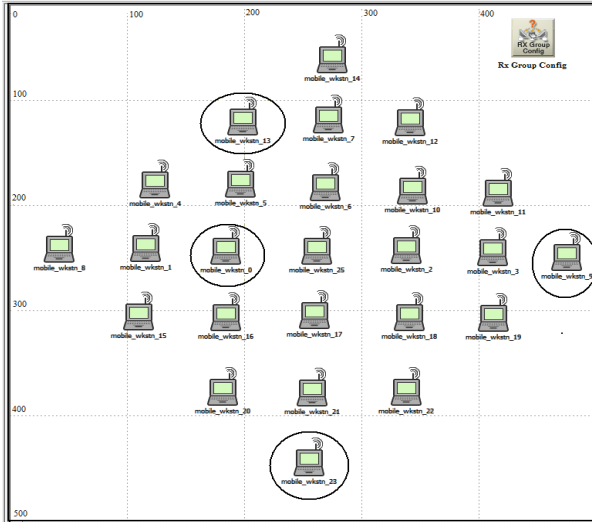 0
200
300
400
RX Group
Config
Rx Group Config
mobile_wkstn_14
100
mobile_wkstn_13
mobile_wkstn_7
mobile_wkstn_12
mobile_wkstn_4
mobile_wkstn_5
mobile_wkstn_6
mobile_wkstn_10
mobile_wkstn_11
200
mobile_wkstn_8
mobile_wkstn_1
mobile_wkstn_0
mobile_wkstn_25
mobile_wkstn_2
mobile_wkstn_3
mobile_wkstn_9
300
mobile_wkstn_15
mobile_wkstn_16
mobile_wkstn_17
mobile_wkstn_18
mobile_wkstn_19
mobile_wkstn_20
mobile_wkstn_21
mobile_wkstn_22
400
mobile_wkstn_23
500
100